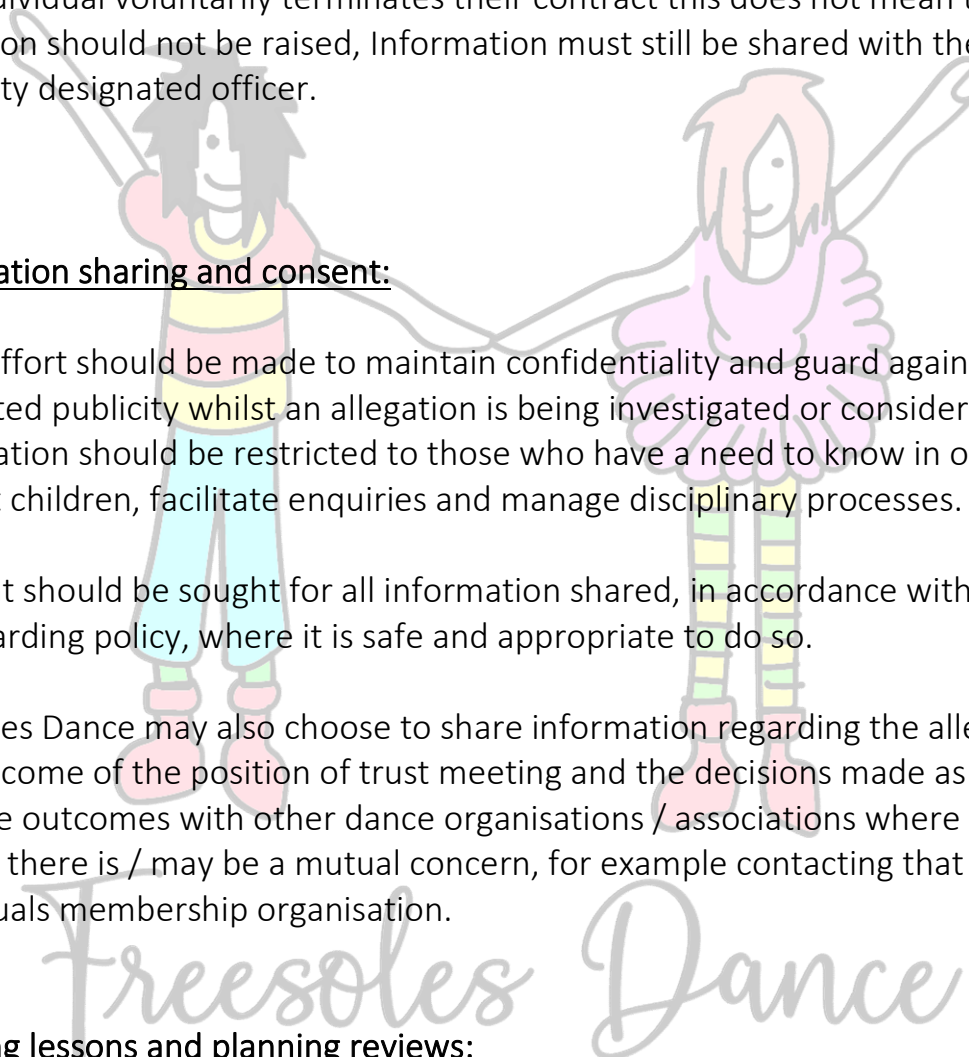 dividual voluntarily terminates their contract this does not mean t
on should not be raised, Information must still be shared with the
ty designated officer.
ation sharing and consent:
ffort should be made to maintain confidentiality and guard again
ted publicity whilst an allegation is being investigated or consider
ation should be restricted to those who have a need to know in o
t children, facilitate enquiries and manage disciplinary processes.
t should be sought for all information shared, in accordance with
arding policy, where it is safe and appropriate to do so.
es Dance may also choose to share information regarding the alle
come of the position of trust meeting and the decisions made as
e outcomes with other dance organisations / associations where
there is / may be a mutual concern, for example contacting that
uals membership organisation.
Freesoles Dance
ng lessons and planning reviews: